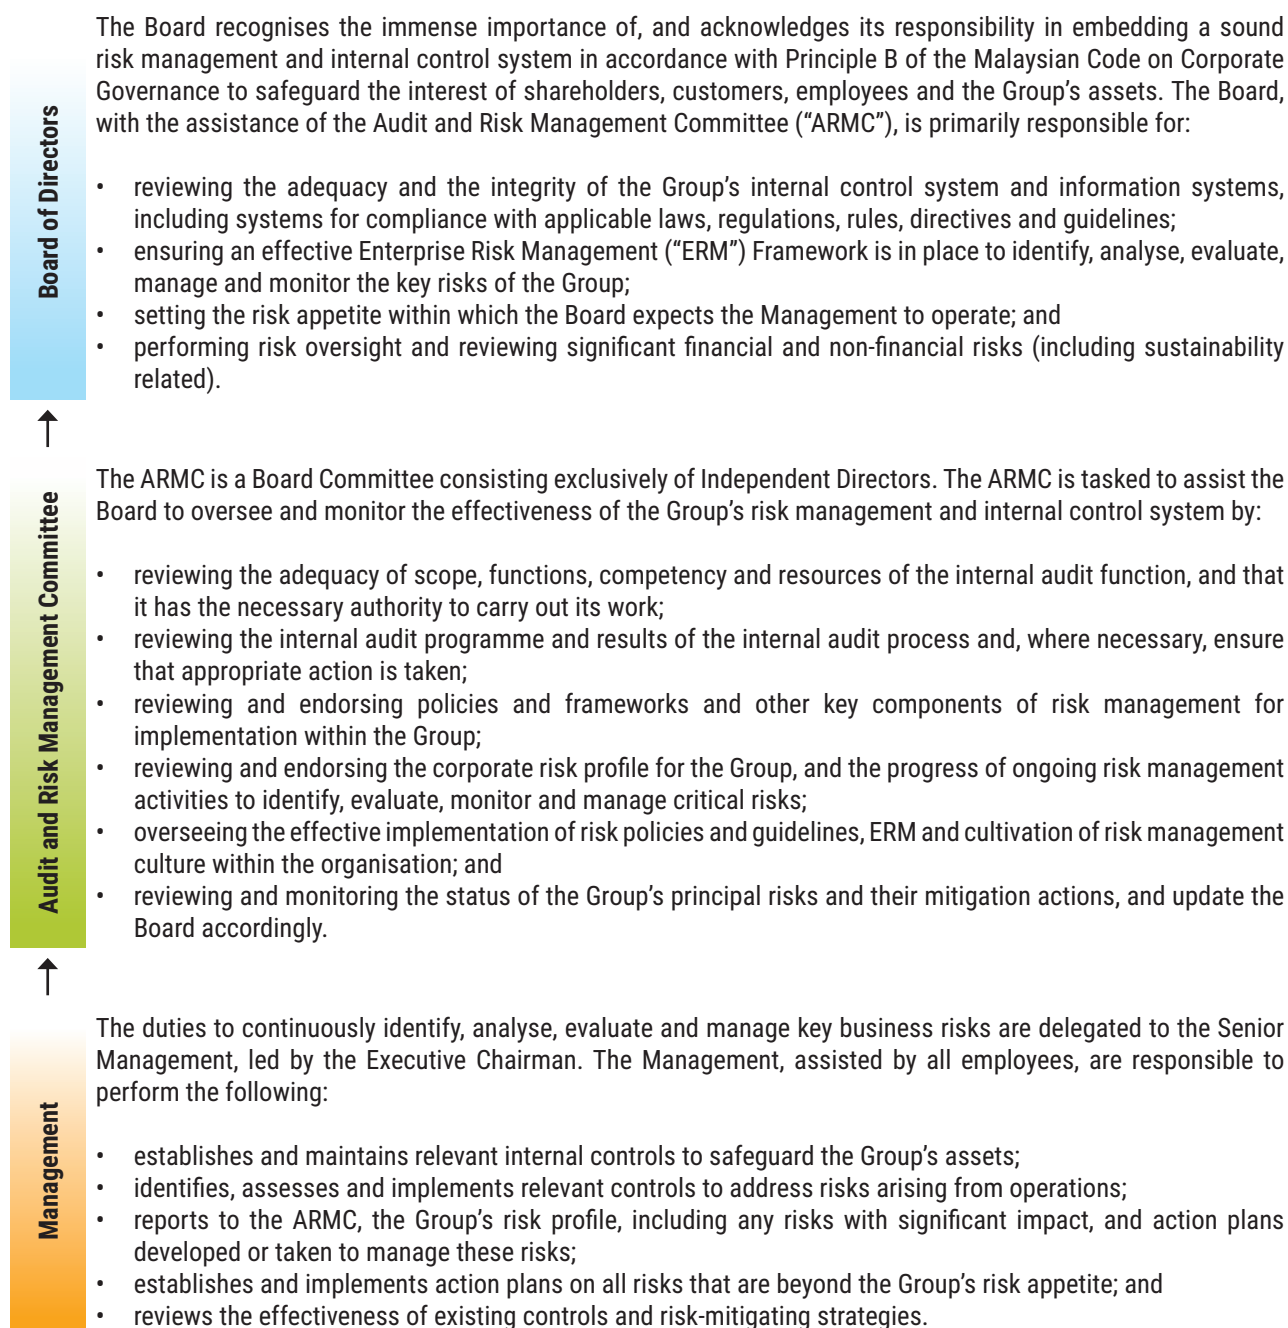 Board of Directors
The Board recognises the immense importance of, and acknowledges its responsibility in embedding a sound
risk management and internal control system in accordance with Principle B of the Malaysian Code on Corporate
Governance to safeguard the interest of shareholders, customers, employees and the Group’s assets. The Board,
with the assistance of the Audit and Risk Management Committee (“ARMC”), is primarily responsible for:
• reviewing the adequacy and the integrity of the Group’s internal control system and information systems,
including systems for compliance with applicable laws, regulations, rules, directives and guidelines;
• ensuring an effective Enterprise Risk Management (“ERM”) Framework is in place to identify, analyse, evaluate,
manage and monitor the key risks of the Group;
• setting the risk appetite within which the Board expects the Management to operate; and
• performing risk oversight and reviewing significant financial and non-financial risks (including sustainability
related).
Audit and Risk Management Committee
The ARMC is a Board Committee consisting exclusively of Independent Directors. The ARMC is tasked to assist the
Board to oversee and monitor the effectiveness of the Group’s risk management and internal control system by:
• reviewing the adequacy of scope, functions, competency and resources of the internal audit function, and that
it has the necessary authority to carry out its work;
• reviewing the internal audit programme and results of the internal audit process and, where necessary, ensure
that appropriate action is taken;
• reviewing and endorsing policies and frameworks and other key components of risk management for
implementation within the Group;
• reviewing and endorsing the corporate risk profile for the Group, and the progress of ongoing risk management
activities to identify, evaluate, monitor and manage critical risks;
• overseeing the effective implementation of risk policies and guidelines, ERM and cultivation of risk management
culture within the organisation; and
• reviewing and monitoring the status of the Group’s principal risks and their mitigation actions, and update the
Board accordingly.
Management
The duties to continuously identify, analyse, evaluate and manage key business risks are delegated to the Senior
Management, led by the Executive Chairman. The Management, assisted by all employees, are responsible to
perform the following:
• establishes and maintains relevant internal controls to safeguard the Group’s assets;
• identifies, assesses and implements relevant controls to address risks arising from operations;
• reports to the ARMC, the Group’s risk profile, including any risks with significant impact, and action plans
developed or taken to manage these risks;
• establishes and implements action plans on all risks that are beyond the Group’s risk appetite; and
• reviews the effectiveness of existing controls and risk-mitigating strategies.